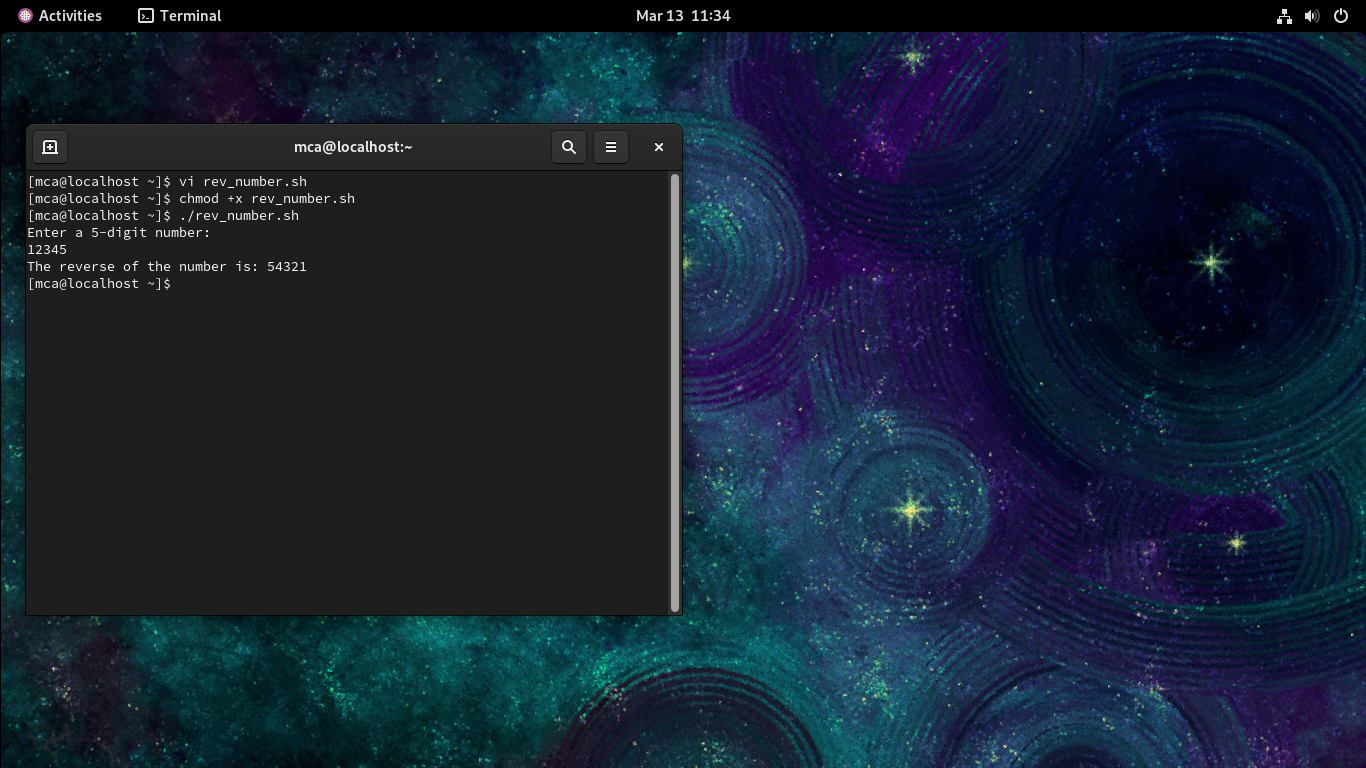 Activities Terminal Mar 13 11:34
mca@localhost:~
[mca@localhost ~]$ vi rev_number.sh
[mca@localhost ~]$ chmod +x rev_number.sh
[mca@localhost ~]$ ./rev_number.sh
Enter a 5-digit number:
12345
The reverse of the number is: 54321
[mca@localhost ~]$